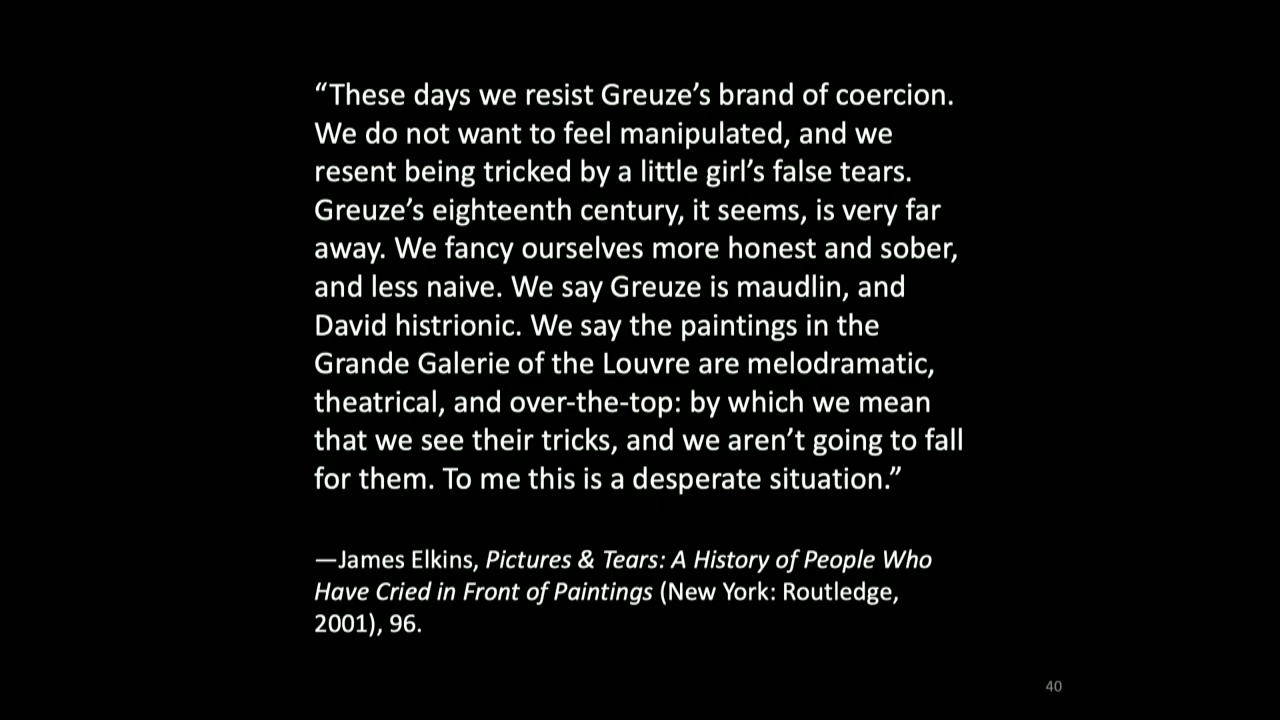 “These days we resist Greuze’s brand of coercion.
We do not want to feel manipulated, and we
resent being tricked by a little girl’s false tears.
Greuze’s eighteenth century, it seems, is very far
away. We fancy ourselves more honest and sober,
and less naive. We say Greuze is maudlin, and
David histrionic. We say the paintings in the
Grande Galerie of the Louvre are melodramatic,
theatrical, and over-the-top: by which we mean
that we see their tricks, and we aren’t going to fall
for them. To me this is a desperate situation.”
—James Elkins, Pictures & Tears: A History of People Who
Have Cried in Front of Paintings (New York: Routledge,
2001), 96.
40